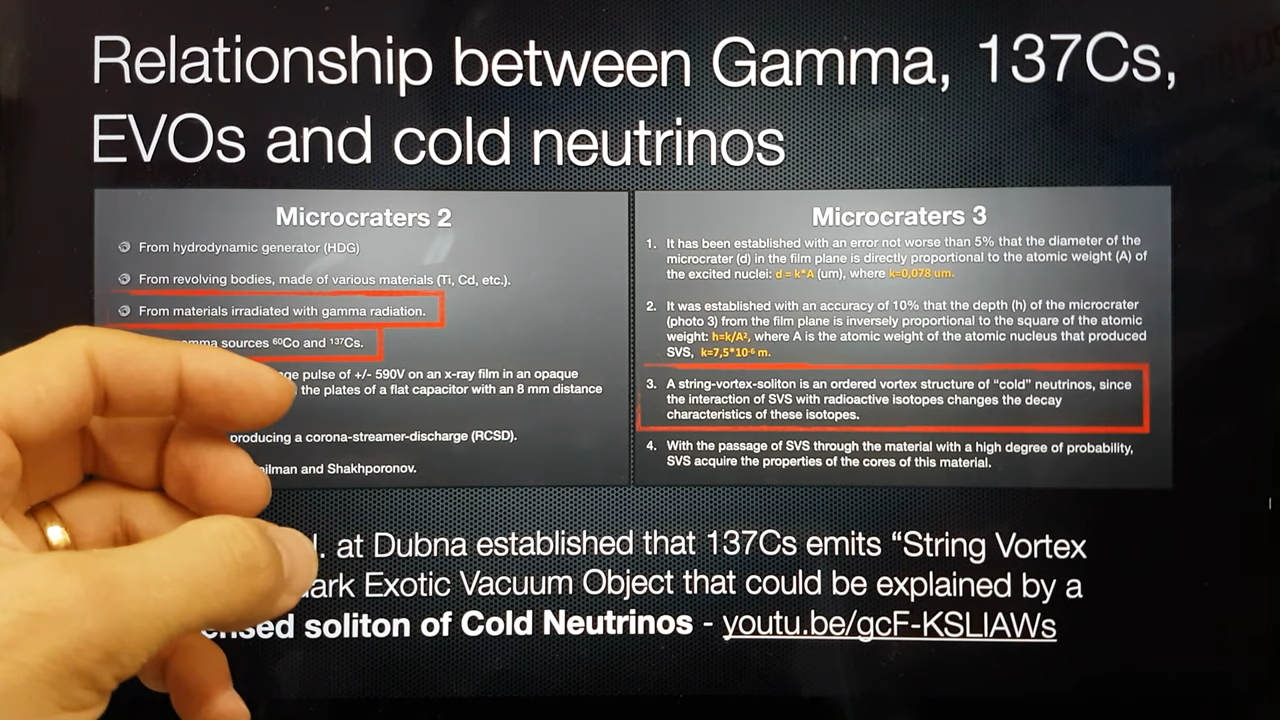 Relationship between Gamma, 137Cs,
EVOs and cold neutrinos
Microcraters 2
From hydrodynamic generator (HDG)
From revolving bodies, made of various materials (Ti, Cd, etc.).
From materials irradiated with gamma radiation.
sources ⁶⁰Co and ¹³⁷Cs.
pulse of +/- 590V on an x-ray film in an opaque
the plates of a flat capacitor with an 8 mm distance
producing a corona-streamer-discharge (RCSD).
and Shakhporonov.
Microcraters 3
1. It has been established with an error not worse than 5% that the diameter of the
microcrater (d) in the film plane is directly proportional to the atomic weight (A) of
the excited nuclei: d = k*A (um), where k=0,078 um.
2. It was established with an accuracy of 10% that the depth (h) of the microcrater
(photo 3) from the film plane is inversely proportional to the square of the atomic
weight: h=k/A², where A is the atomic weight of the atomic nucleus that produced
SVS, k=7,5*10⁻⁶ m.
3. A string-vortex-soliton is an ordered vortex structure of “cold” neutrinos, since
the interaction of SVS with radioactive isotopes changes the decay
characteristics of these isotopes.
4. With the passage of SVS through the material with a high degree of probability,
SVS acquire the properties of the cores of this material.
at Dubna established that 137Cs emits “String Vortex
Exotic Vacuum Object that could be explained by a
soliton of Cold Neutrinos - youtu.be/gcF-KSLIAWs